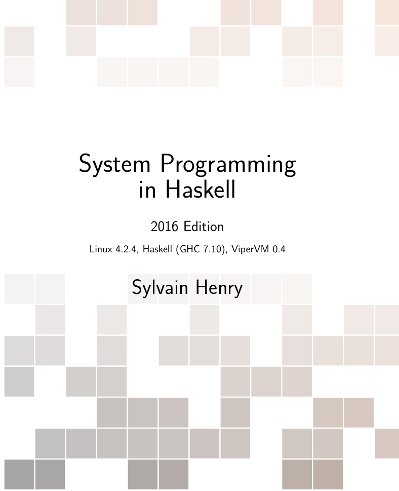 System Programming
in Haskell
2016 Edition
Linux 4.2.4, Haskell (GHC 7.10), ViperVM 0.4
Sylvain Henry